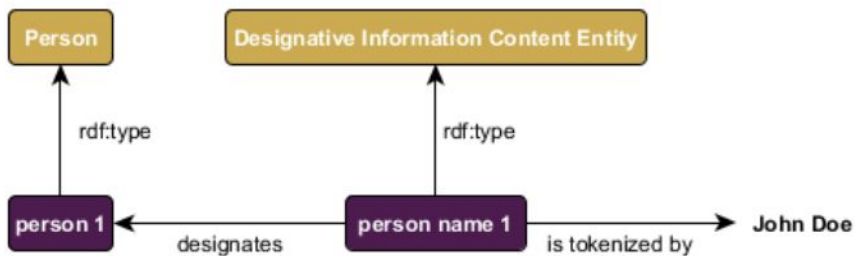 Person
Designative Information Content Entity
rdf:type
rdf:type
person 1
person name 1
John Doe
designates
is tokenized by